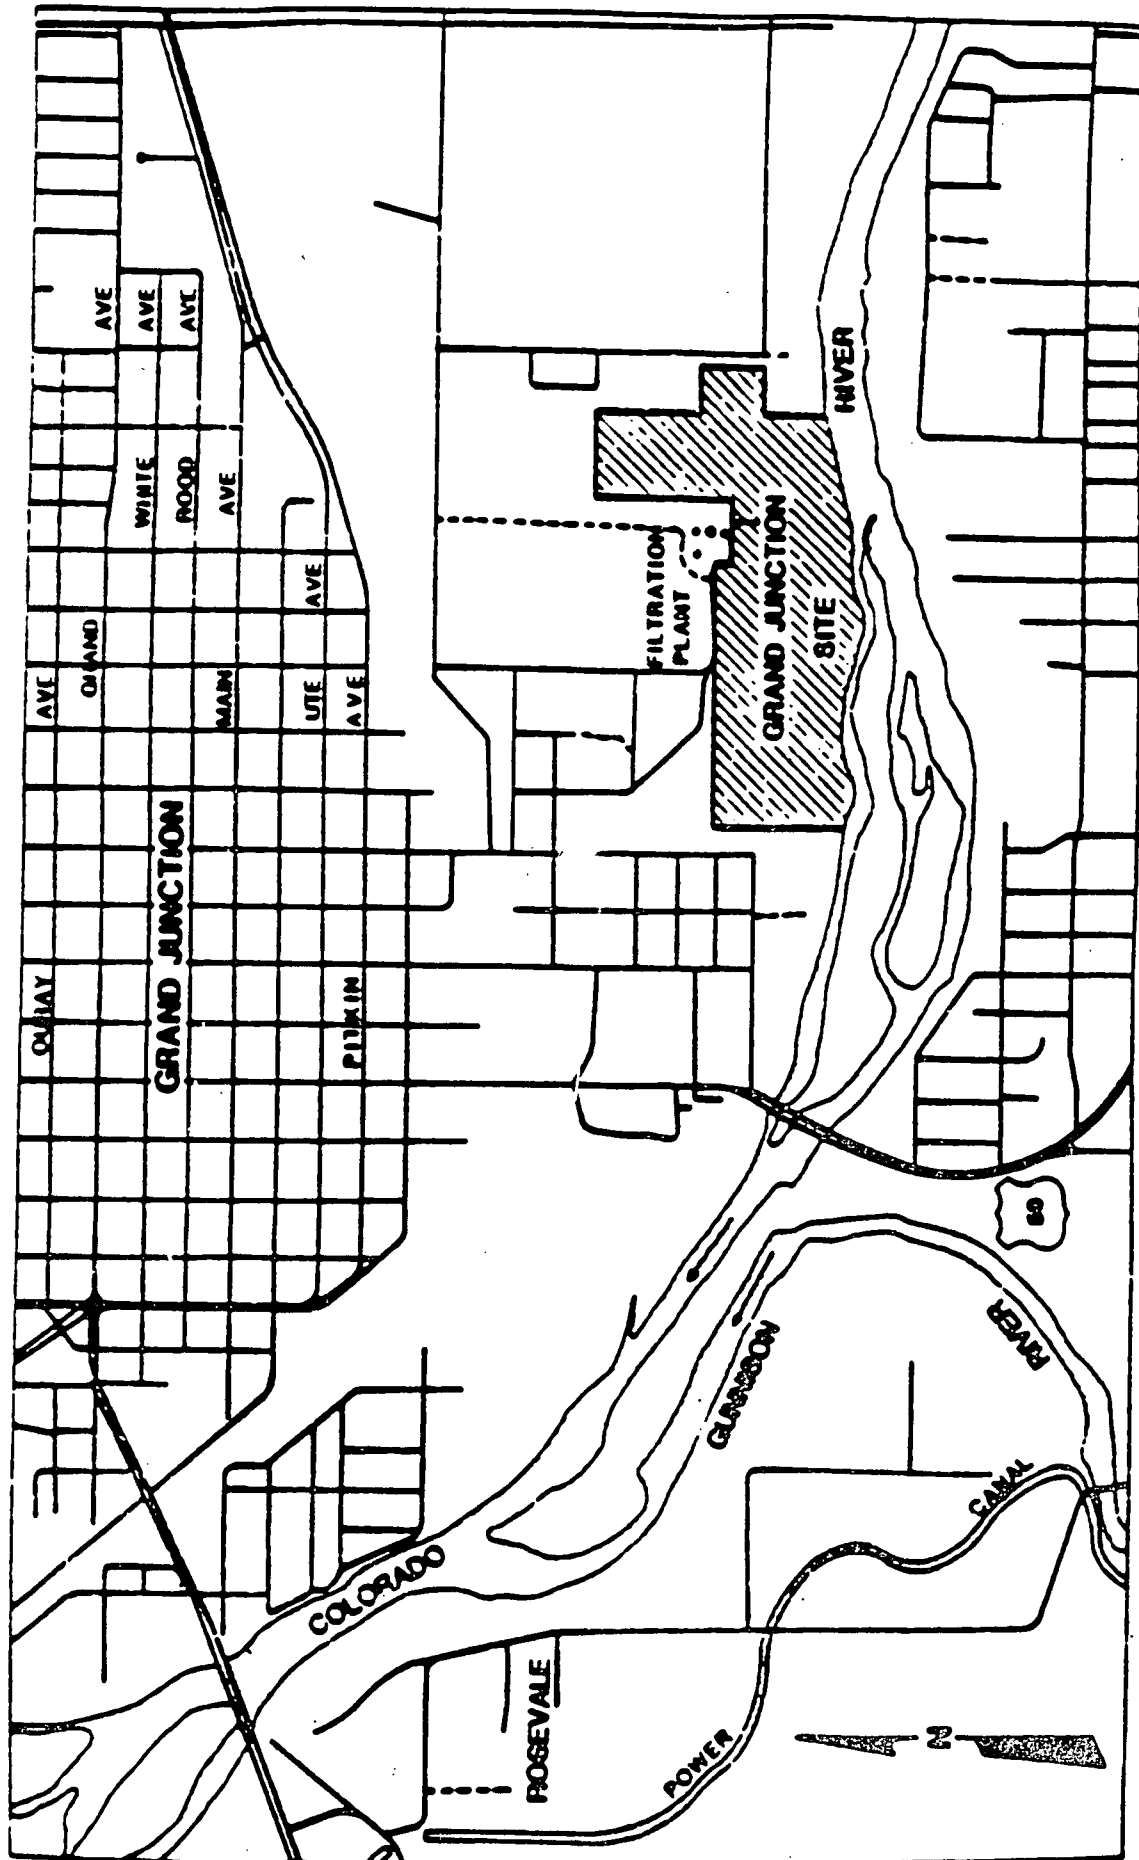 OURAY AVE
GRAND AVE
WHITE AVE
ROOD AVE
MAIN AVE
UTE AVE
PITKIN AVE
GRAND JUNCTION
FILTRATION
PLANT
GRAND JUNCTION
SITE
COLORADO RIVER
GUNNISON RIVER
50
POWER CANAL
ROSEVALE
N